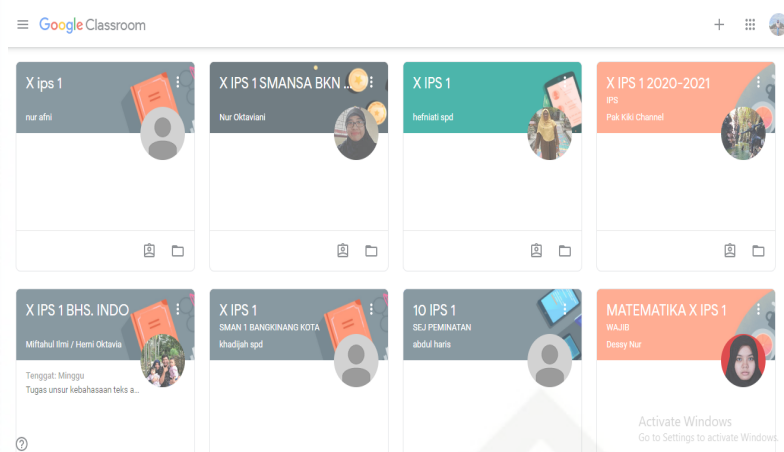 Google Classroom
X ips 1
nur afni
X IPS 1 SMANSA BKN ...
Nur Oktaviani
X IPS 1
hefniati spd
X IPS 1 2020-2021
IPS
Pak Kiki Channel
X IPS 1 BHS. INDO
Miftahul Ilmi / Hemi Oktavia
Tenggat: Minggu
Tugas unsur kebahasaan teks a...
X IPS 1
SMAN 1 BANGKINANG KOTA
khadijah spd
10 IPS 1
SEJ PEMINATAN
abdul haris
MATEMATIKA X IPS 1
WAJIB
Dessy Nur
Activate Windows
Go to Settings to activate Windows.